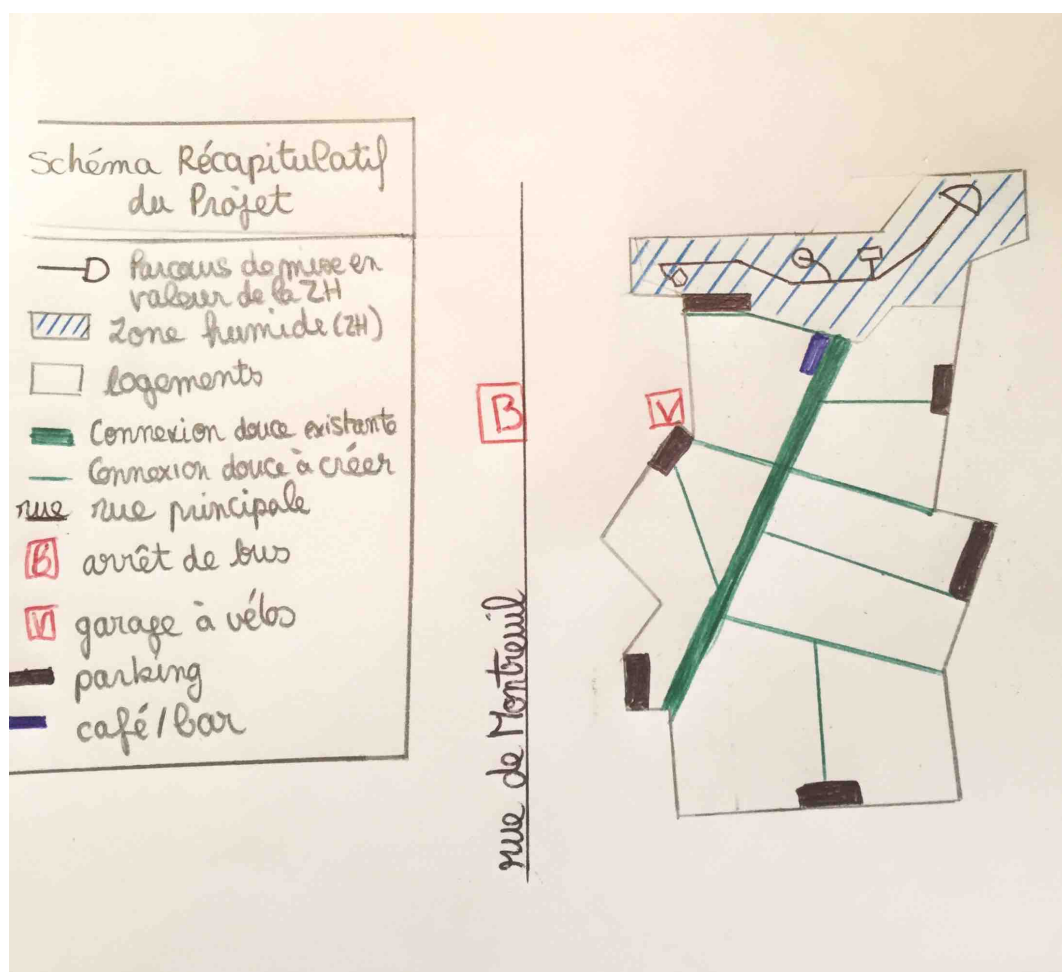 Schéma Récapitulatif
du Projet
Parcours de mise en
valeur de la ZH
Zone humide (ZH)
logements
Connexion douce existante
Connexion douce à créer
rue rue principale
B arrêt de bus
V garage à vélos
parking
café/bar
B
V
rue de Montreuil